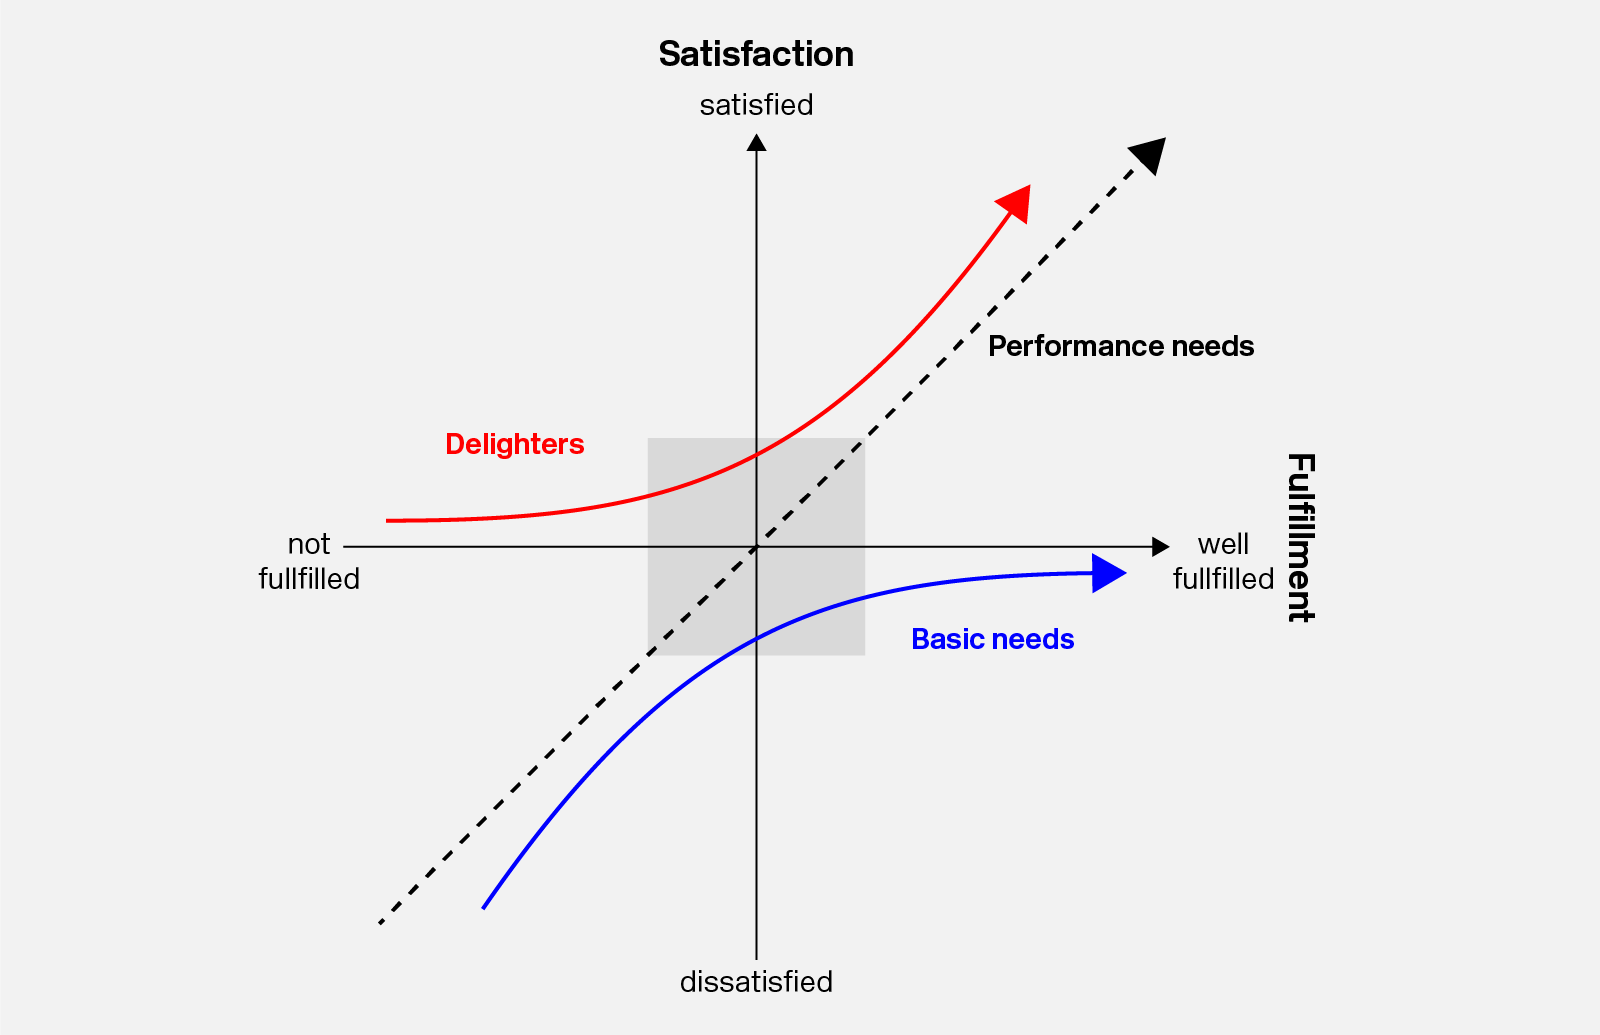 Satisfaction
satisfied
Performance needs
Delighters
Fulfillment
not
fullfilled
well
fullfilled
Basic needs
dissatisfied